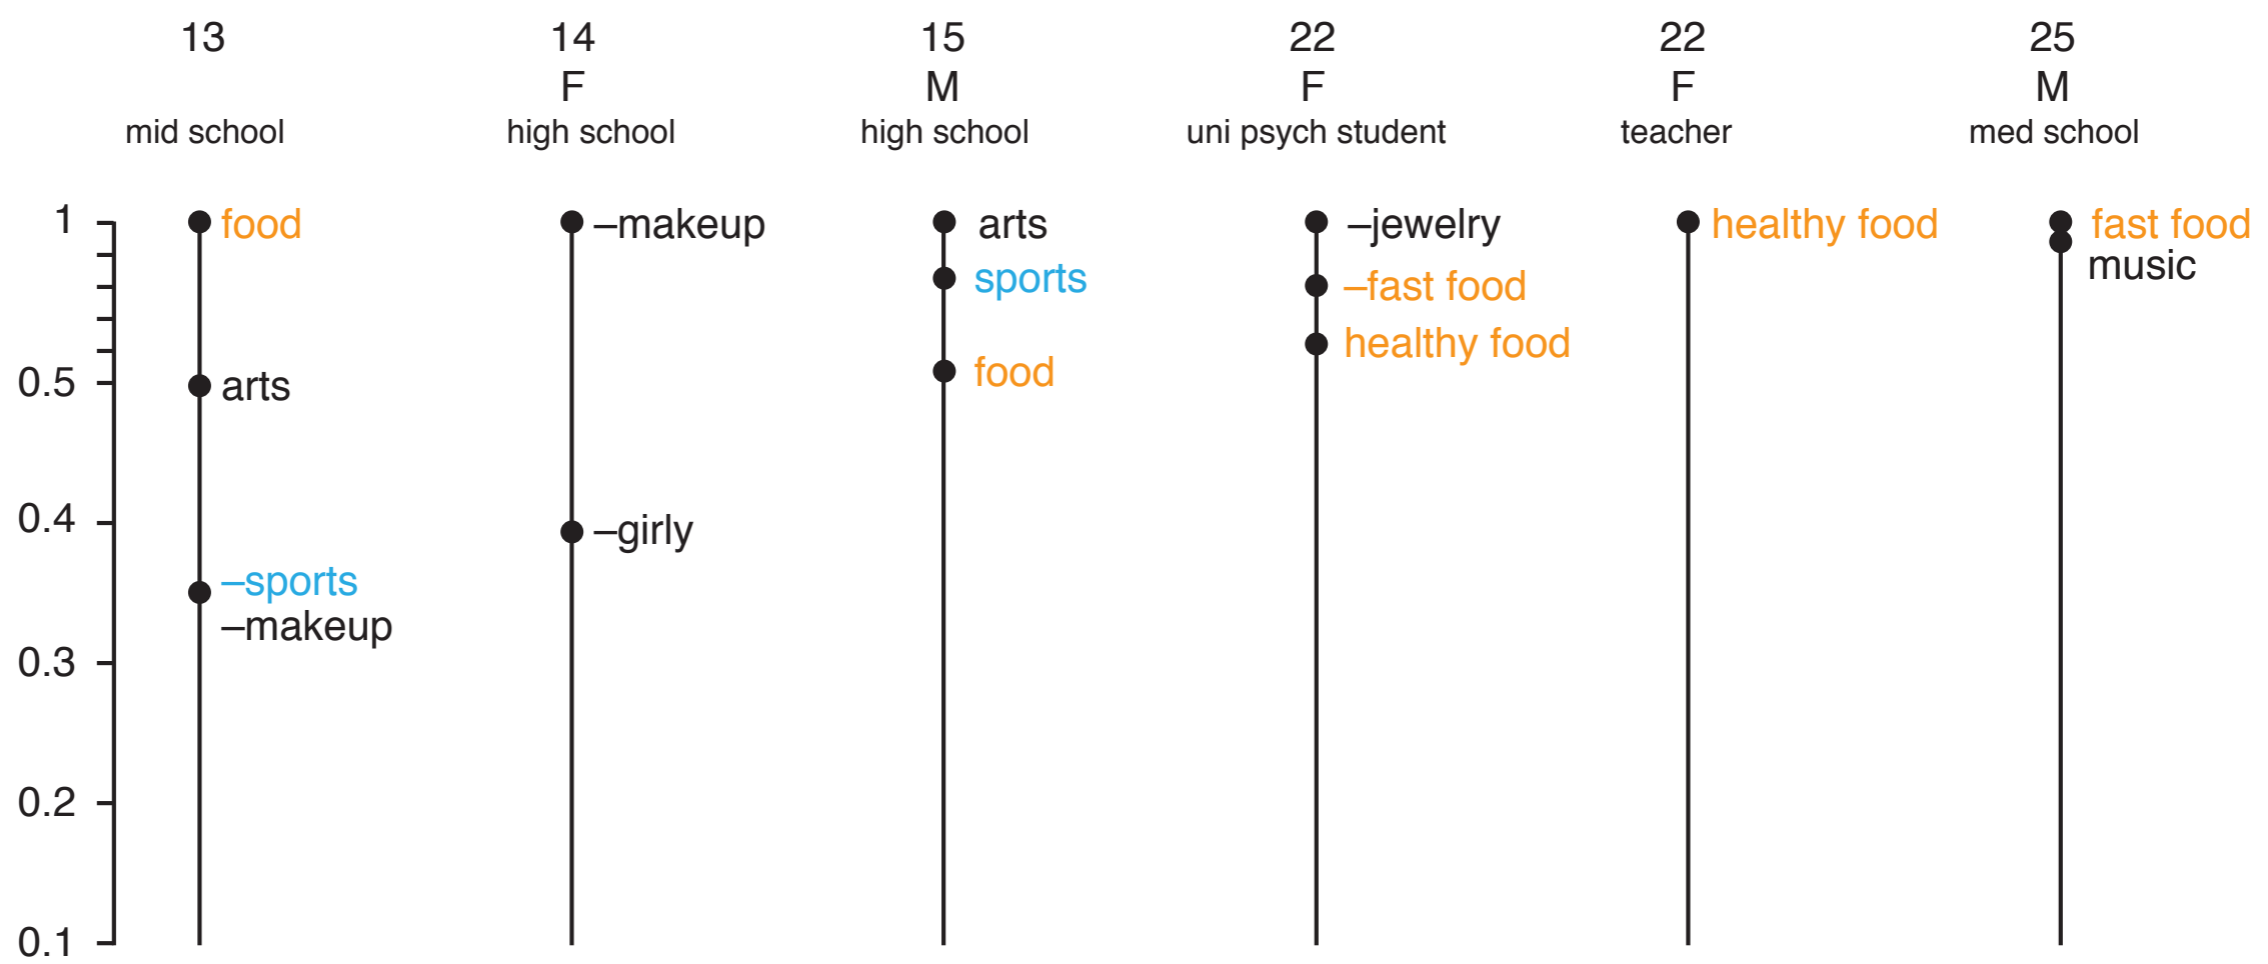 13 14 15 22 22 25
F M F F M
mid school high school high school uni psych student teacher med school
1 food –makeup arts –jewelry healthy food fast food
music
sports
–fast food
healthy food
food
0.5 arts
0.4
–girly
–sports
–makeup
0.3
0.2
0.1